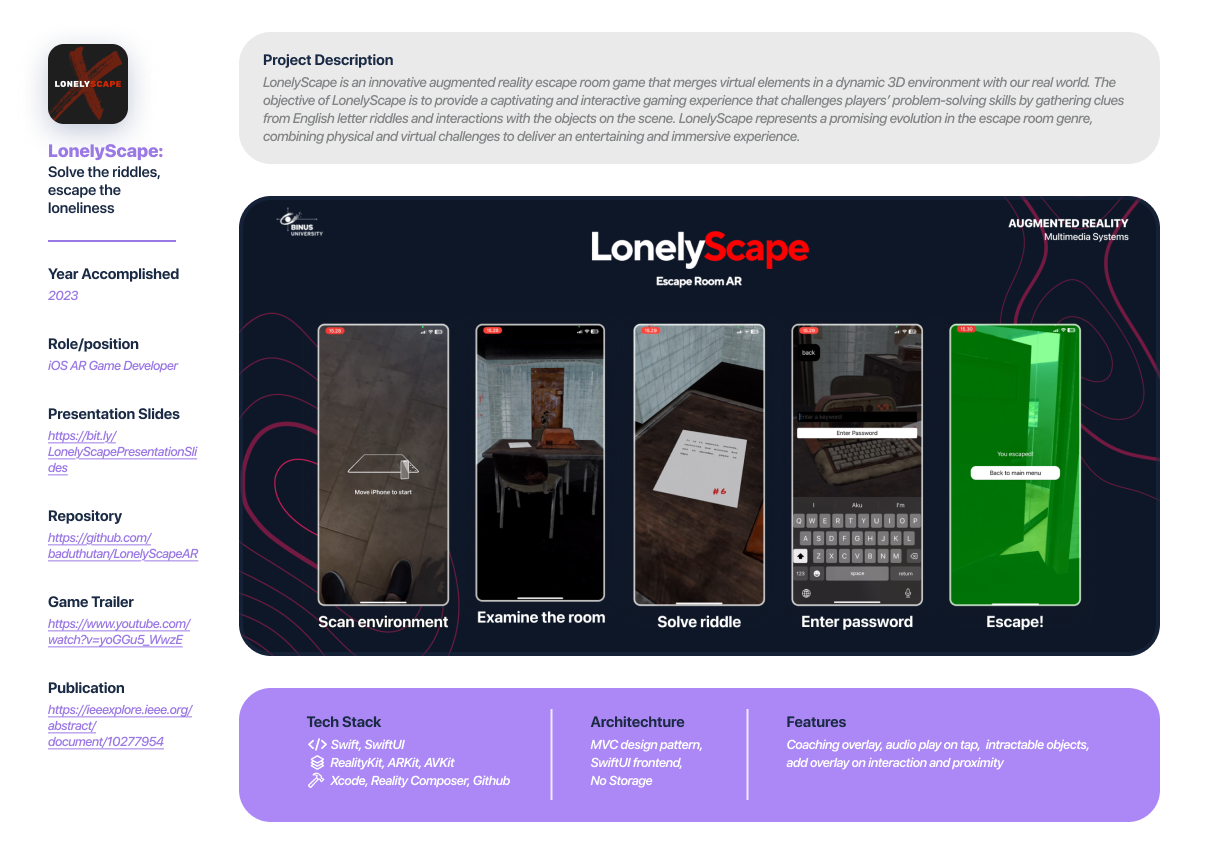 LONELYSCAPE
LonelyScape:
Solve the riddles,
escape the
loneliness
Year Accomplished
2023
Role/position
iOS AR Game Developer
Presentation Slides
https://bit.ly/
LonelyScapePresentationSli
des
Repository
https://github.com/
baduthutan/LonelyScapeAR
Game Trailer
https://www.youtube.com/
watch?v=yoGGu5_WwzE
Publication
https://ieeexplore.ieee.org/
abstract/
document/10277954
Project Description
LonelyScape is an innovative augmented reality escape room game that merges virtual elements in a dynamic 3D environment with our real world. The
objective of LonelyScape is to provide a captivating and interactive gaming experience that challenges players’ problem-solving skills by gathering clues
from English letter riddles and interactions with the objects on the scene. LonelyScape represents a promising evolution in the escape room genre,
combining physical and virtual challenges to deliver an entertaining and immersive experience.
BINUS
UNIVERSITY
AUGMENTED REALITY
Multimedia Systems
LonelyScape
Escape Room AR
15.28
Move iPhone to start
Scan environment
15.28
Examine the room
15.29
#6
Solve riddle
15.29
back
Enter a keyword
Enter Password
I Aku I'm
Q W E R T Y U I O P
A S D F G H J K L
Z X C V B N M
123 space return
Enter password
15.30
You escaped!
Back to main menu
Escape!
Tech Stack
</> Swift, SwiftUI
RealityKit, ARKit, AVKit
Xcode, Reality Composer, Github
Architechture
MVC design pattern,
SwiftUI frontend,
No Storage
Features
Coaching overlay, audio play on tap, intractable objects,
add overlay on interaction and proximity